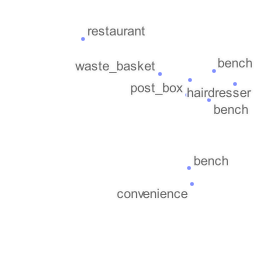 restaurant
bench
waste_basket
post_box
hairdresser
bench
bench
convenience